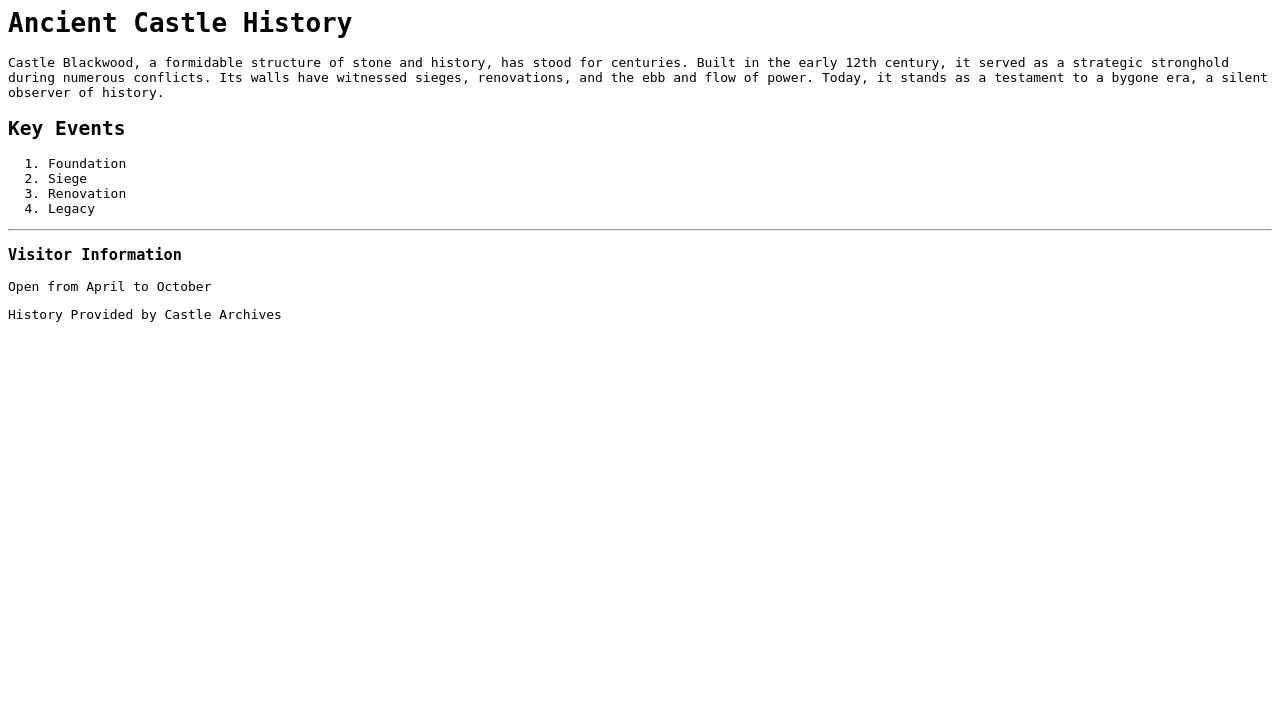 Ancient Castle History
Castle Blackwood, a formidable structure of stone and history, has stood for centuries. Built in the early 12th century, it served as a strategic stronghold
during numerous conflicts. Its walls have witnessed sieges, renovations, and the ebb and flow of power. Today, it stands as a testament to a bygone era, a silent
observer of history.
Key Events
1. Foundation
2. Siege
3. Renovation
4. Legacy
Visitor Information
Open from April to October
History Provided by Castle Archives